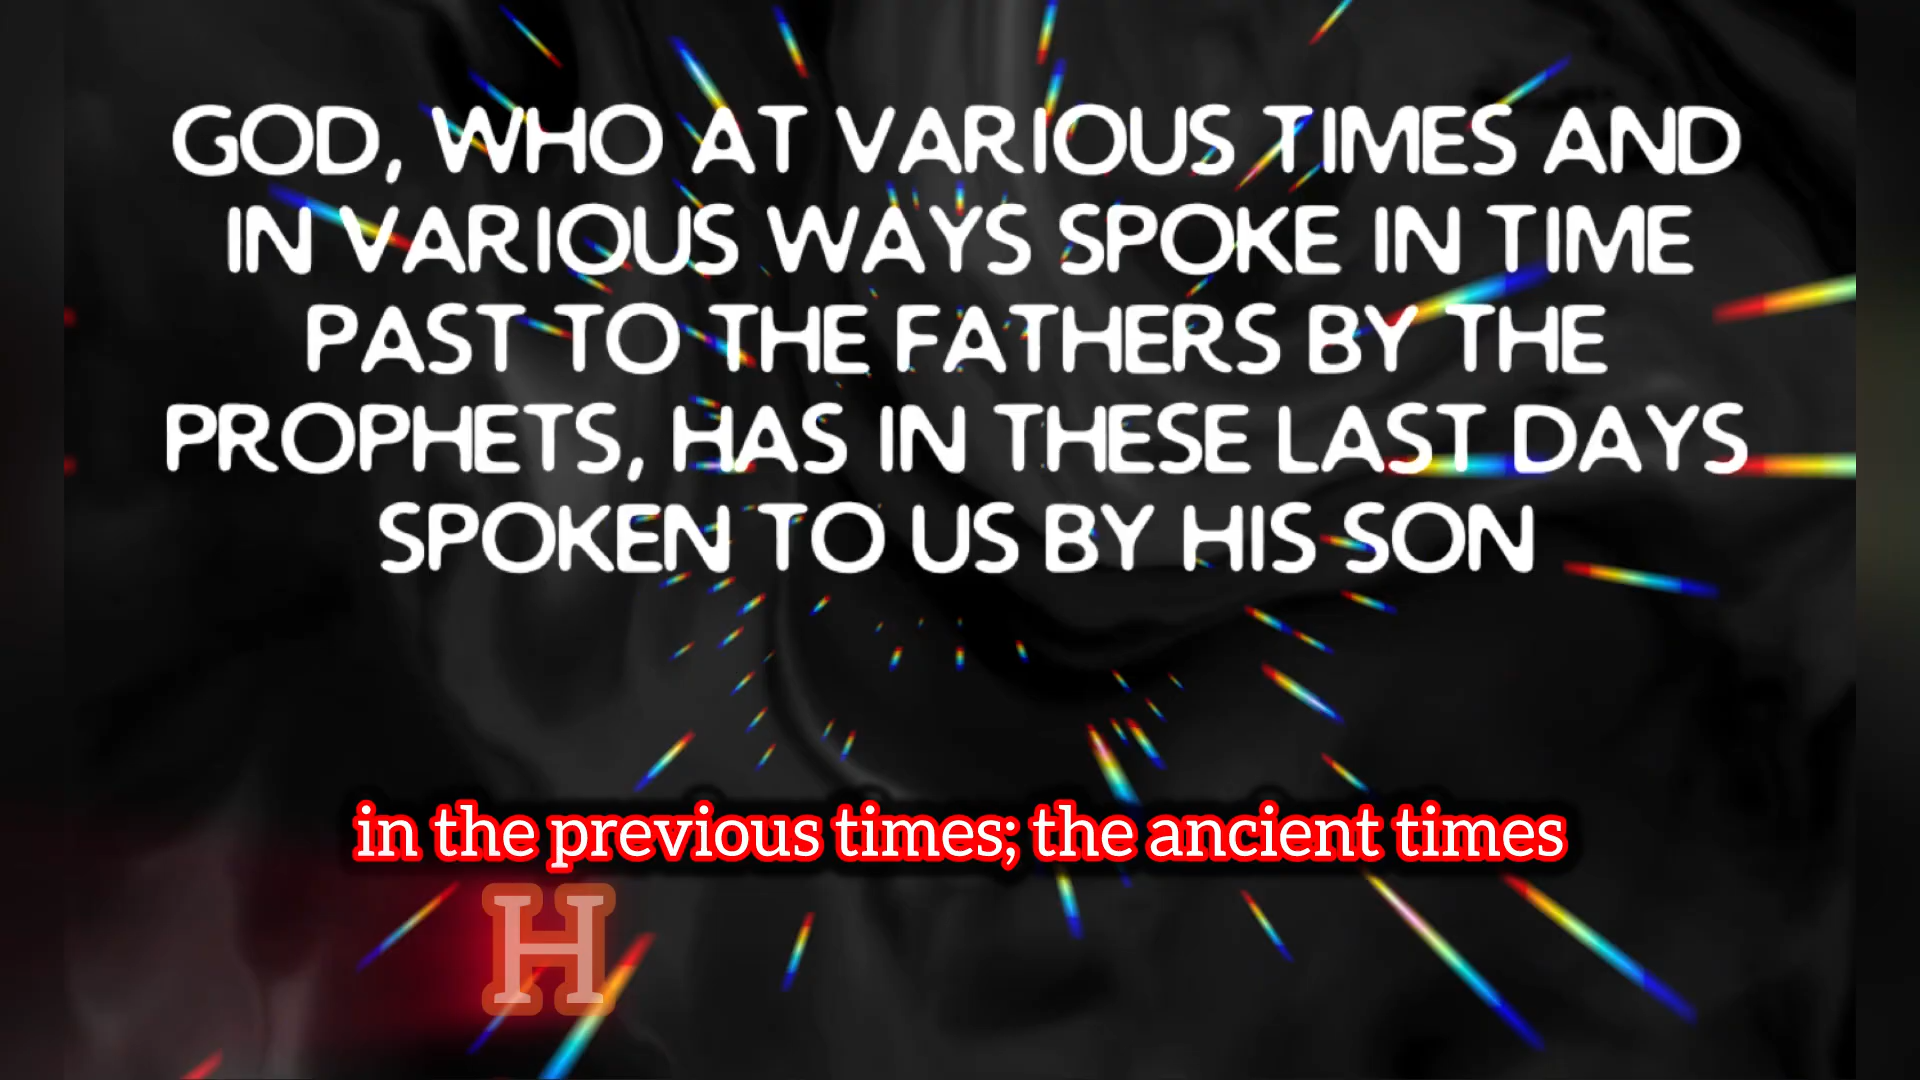 GOD, WHO AT VARIOUS TIMES AND
IN VARIOUS WAYS SPOKE IN TIME
PAST TO THE FATHERS BY THE
PROPHETS, HAS IN THESE LAST DAYS
SPOKEN TO US BY HIS SON
in the previous times; the ancient times
H